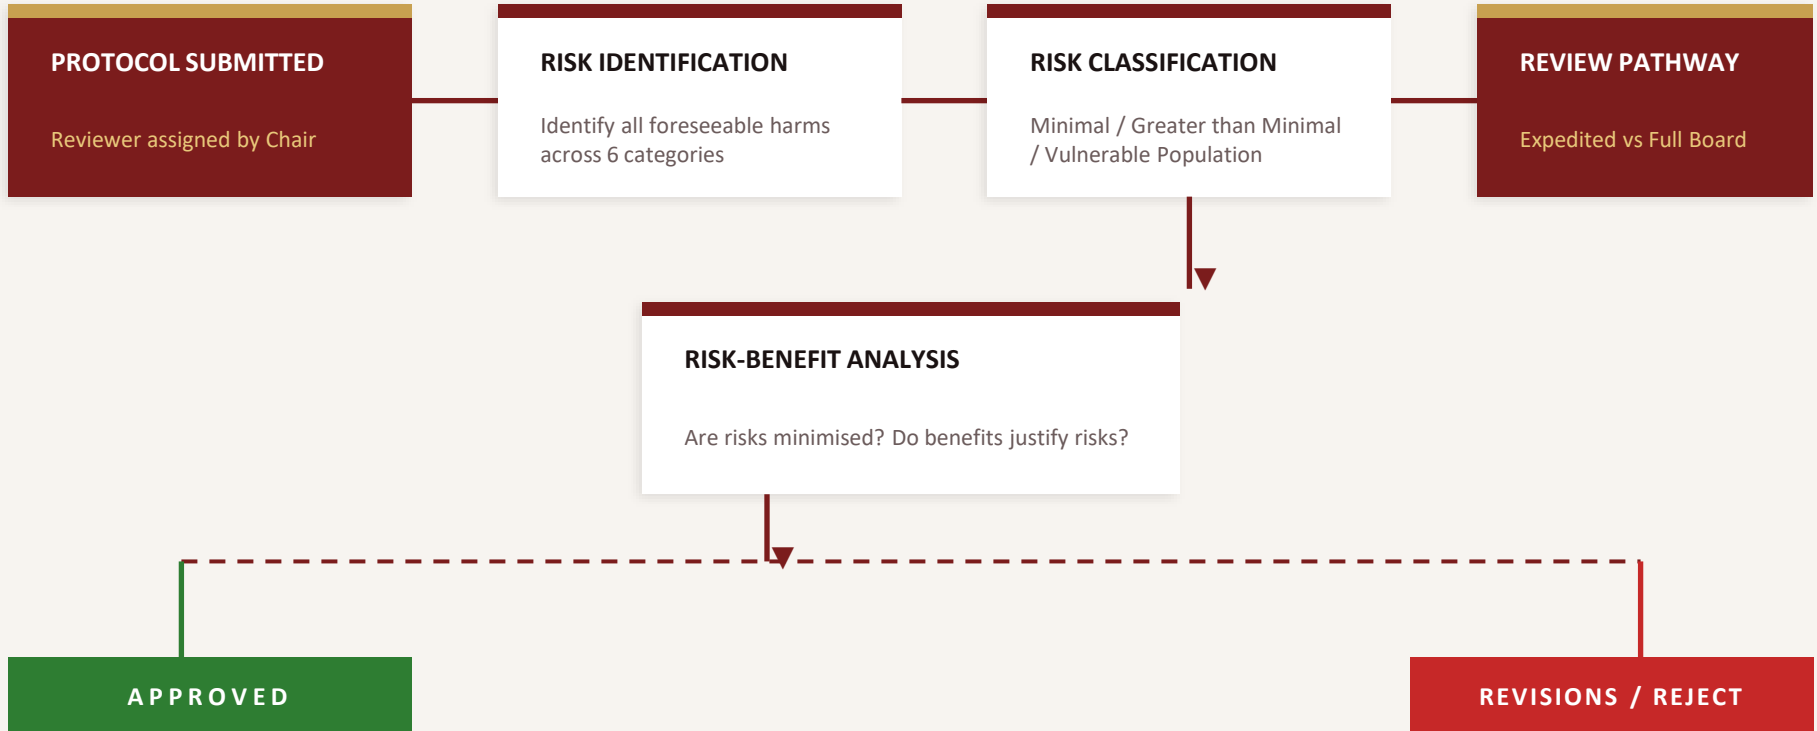 PROTOCOL SUBMITTED
Reviewer assigned by Chair
RISK IDENTIFICATION
Identify all foreseeable harms
across 6 categories
RISK CLASSIFICATION
Minimal / Greater than Minimal
/ Vulnerable Population
REVIEW PATHWAY
Expedited vs Full Board
RISK-BENEFIT ANALYSIS
Are risks minimised? Do benefits justify risks?
APPROVED
REVISIONS / REJECT